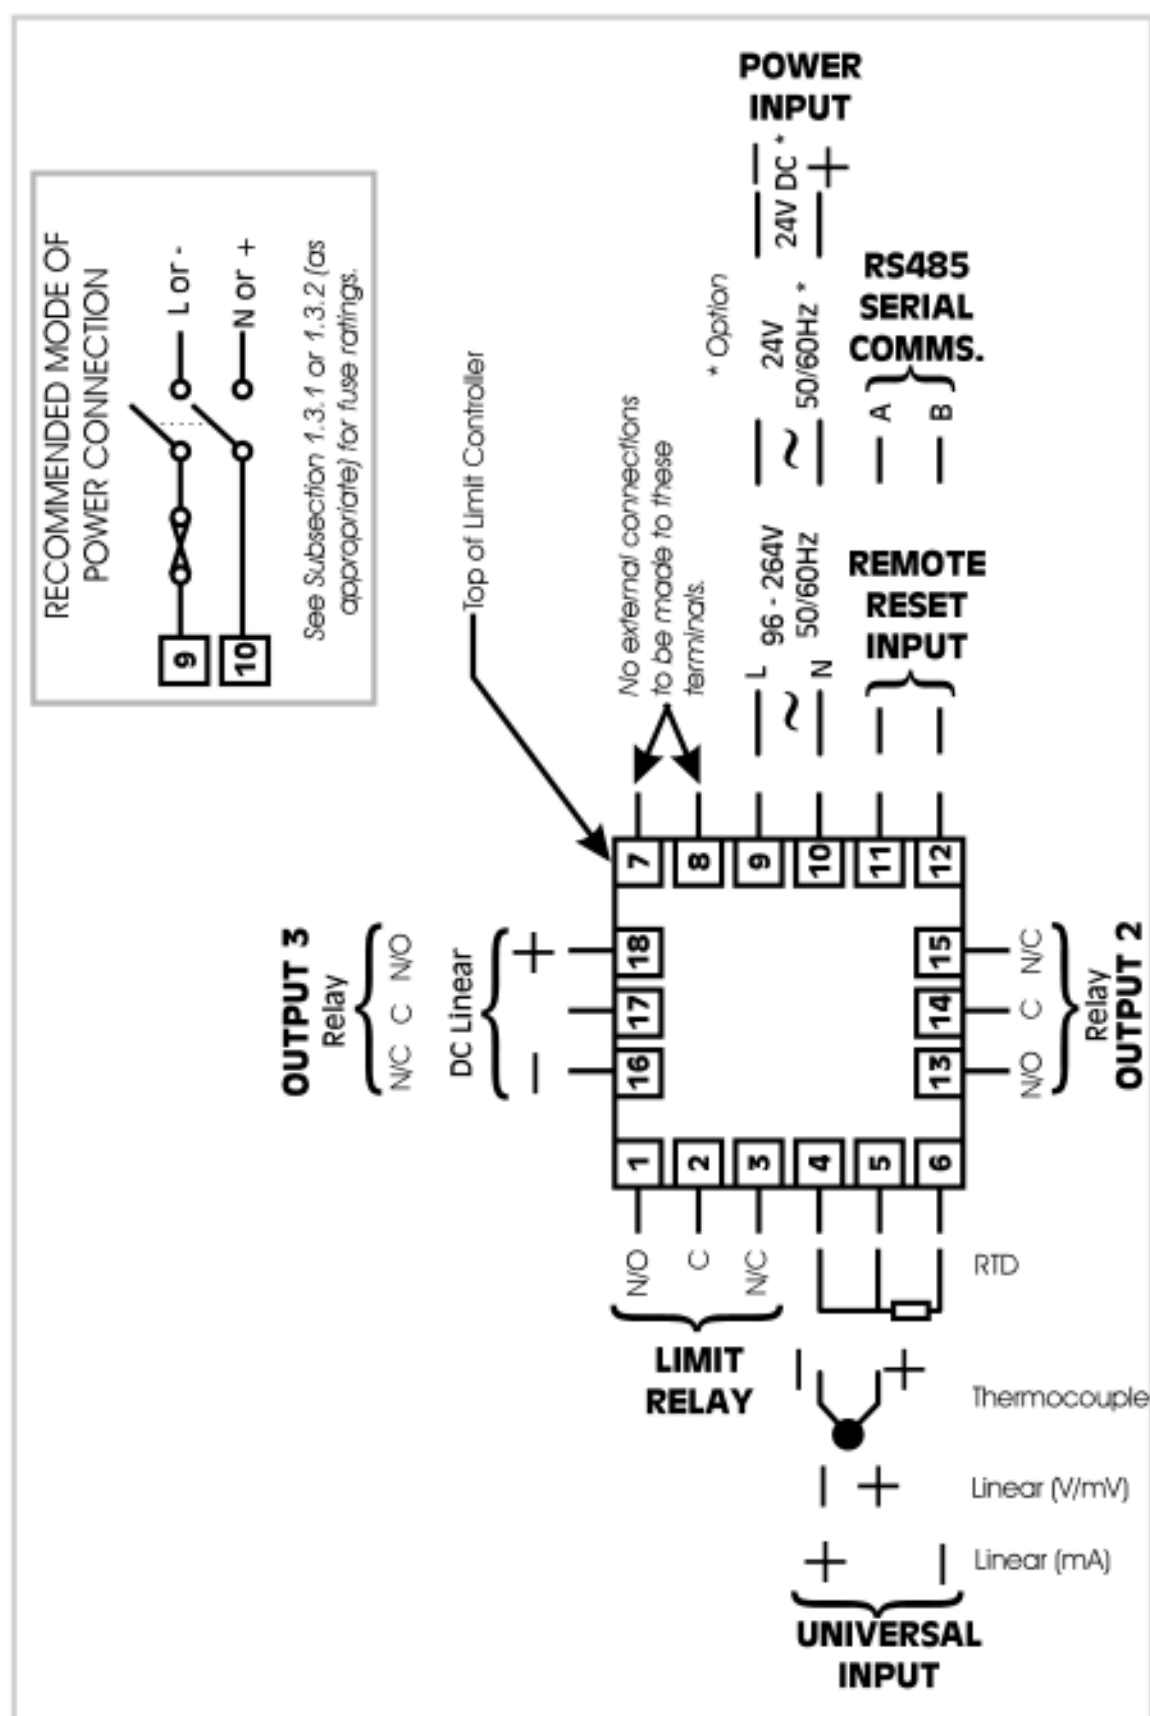 RECOMMENDED MODE OF
POWER CONNECTION
L or -
N or +
9
10
See Subsection 1.3.1 or 1.3.2 (as
appropriate) for fuse ratings.
POWER
INPUT
24V DC *
* Option
24V
50/60Hz *
96 - 264V
50/60Hz
L
N
RS485
SERIAL
COMMS.
A
B
REMOTE
RESET
INPUT
Top of Limit Controller
No external connections
to be made to these
terminals.
7
8
9
10
11
12
OUTPUT 3
Relay
N/C C N/O
DC Linear
18
17
16
15
14
13
N/C
C
N/O
Relay
OUTPUT 2
1
2
3
4
5
6
N/O
C
N/C
LIMIT
RELAY
RTD
Thermocouple
Linear (V/mV)
Linear (mA)
UNIVERSAL
INPUT